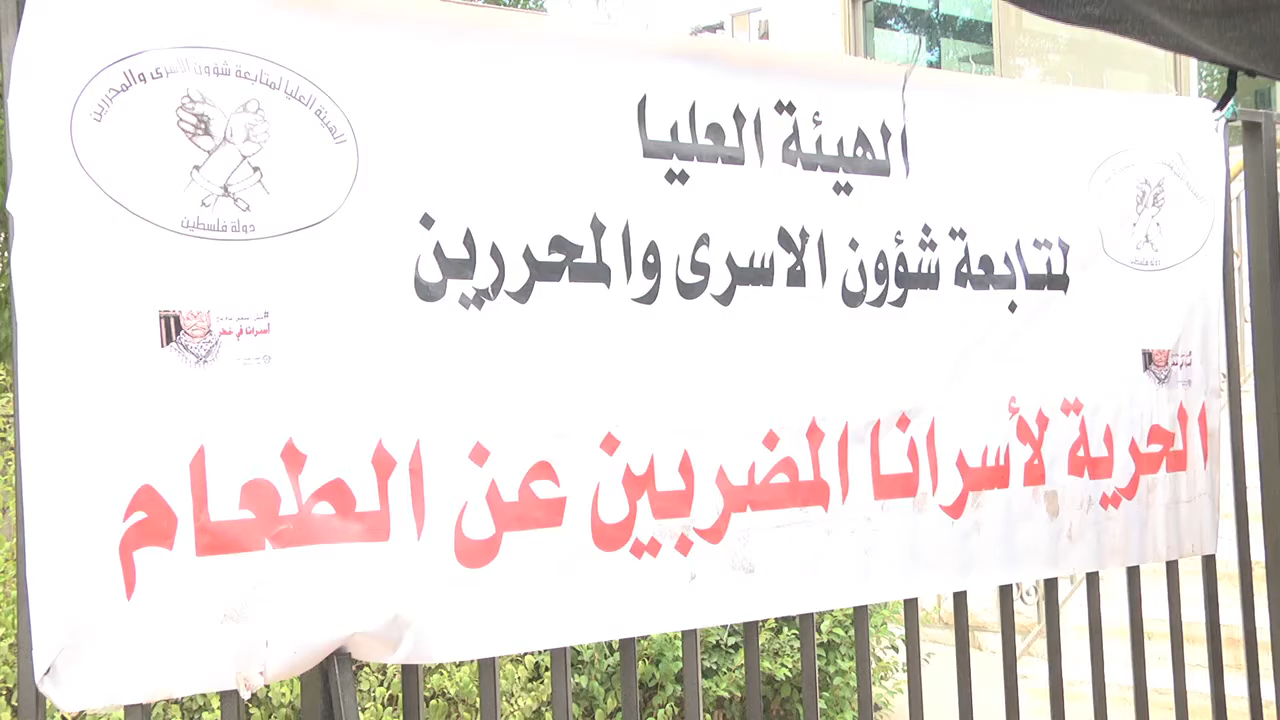 الهيئة العليا لمتابعة شؤون الاسرى والمحررين
دولة فلسطين
الهيئة العليا
لمتابعة شؤون الاسرى والمحررين
أسرانا في خطر
الحرية لأسرانا المضربين عن الطعام